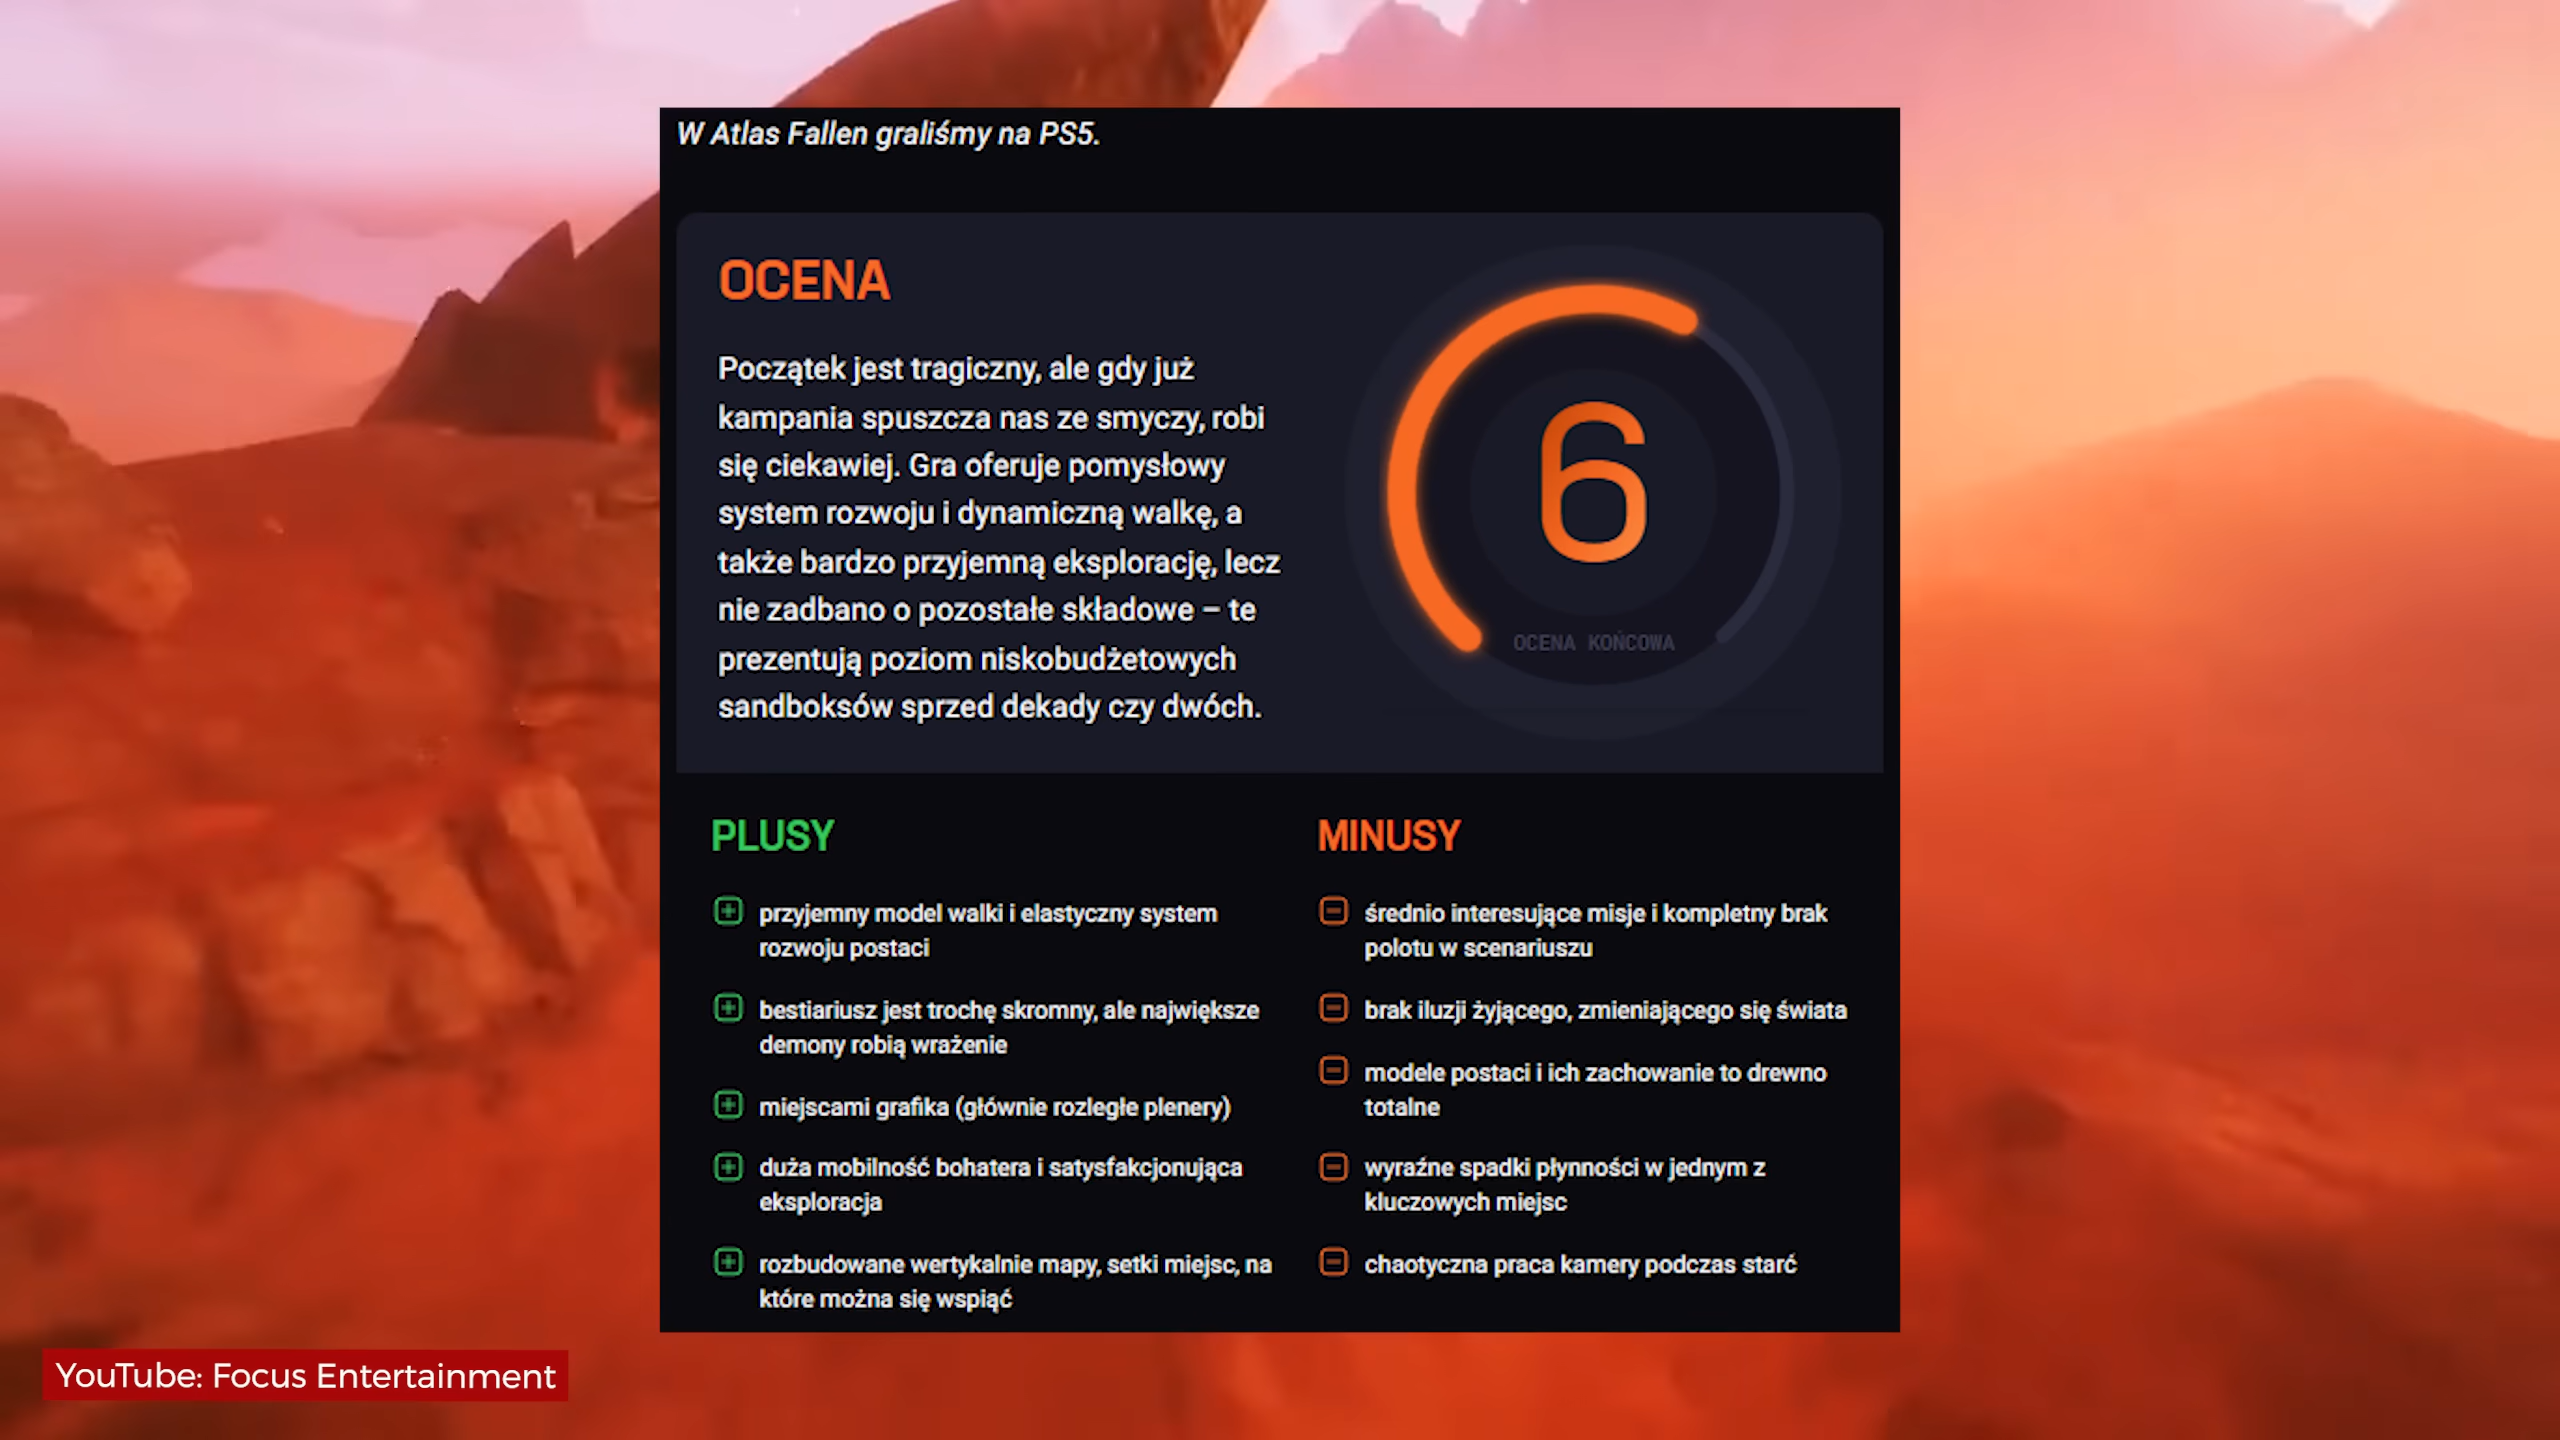 W Atlas Fallen graliśmy na PS5.
OCENA
Początek jest tragiczny, ale gdy już
kampania spuszcza nas ze smyczy, robi
się ciekawiej. Gra oferuje pomysłowy
system rozwoju i dynamiczną walkę, a
także bardzo przyjemną eksplorację, lecz
nie zadbano o pozostałe składowe – te
prezentują poziom niskobudżetowych
sandboksów sprzed dekady czy dwóch.
6
OCENA KOŃCOWA
PLUSY
przyjemny model walki i elastyczny system
rozwoju postaci
bestiariusz jest trochę skromny, ale największe
demony robią wrażenie
miejscami grafika (głównie rozległe plenery)
duża mobilność bohatera i satysfakcjonująca
eksploracja
rozbudowane wertykalnie mapy, setki miejsc, na
które można się wspiąć
MINUSY
średnio interesujące misje i kompletny brak
polotu w scenariuszu
brak iluzji żyjącego, zmieniającego się świata
modele postaci i ich zachowanie to drewno
totalne
wyraźne spadki płynności w jednym z
kluczowych miejsc
chaotyczna praca kamery podczas starć
YouTube: Focus Entertainment